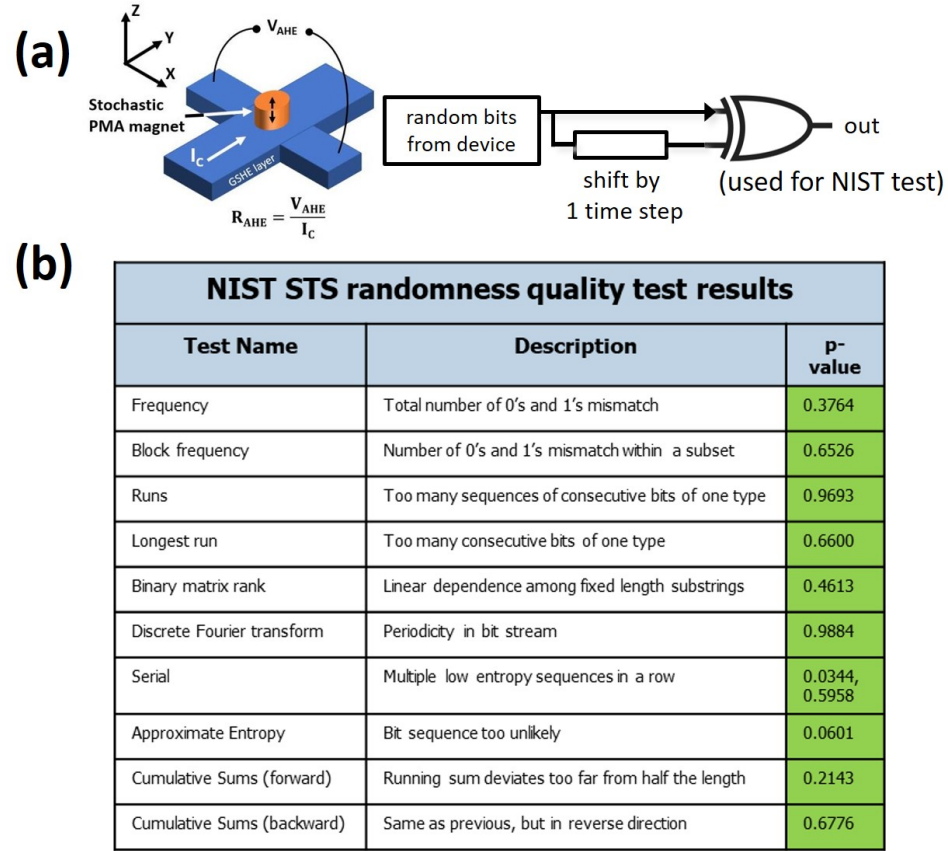 (a)
Z
Y
X
V_AHE
Stochastic
PMA magnet
I_C
GSHE layer
R_AHE = V_AHE / I_C
random bits
from device
shift by
1 time step
out
(used for NIST test)
(b)
NIST STS randomness quality test results
Test Name Description p-
value
Frequency Total number of 0's and 1's mismatch 0.3764
Block frequency Number of 0's and 1's mismatch within a subset 0.6526
Runs Too many sequences of consecutive bits of one type 0.9693
Longest run Too many consecutive bits of one type 0.6600
Binary matrix rank Linear dependence among fixed length substrings 0.4613
Discrete Fourier transform Periodicity in bit stream 0.9884
Serial Multiple low entropy sequences in a row 0.0344,
0.5958
Approximate Entropy Bit sequence too unlikely 0.0601
Cumulative Sums (forward) Running sum deviates too far from half the length 0.2143
Cumulative Sums (backward) Same as previous, but in reverse direction 0.6776